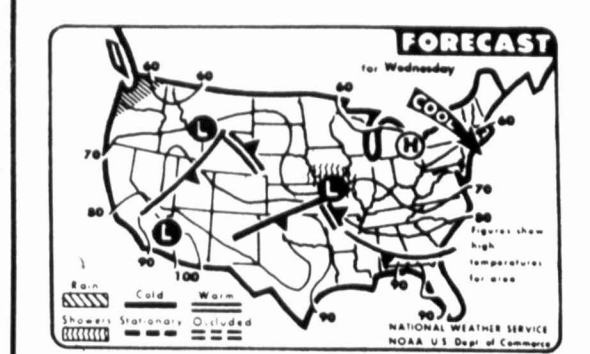 FORECAST
for Wednesday
60
60
60
COOL
L
H
60
70
L
70
80
80
L
Figures show
high
temperatures
for area
90
100
90
Rain
Cold
Warm
Showers
Stationary
Occluded
90
90
NATIONAL WEATHER SERVICE
NOAA U S Dept of Commerce